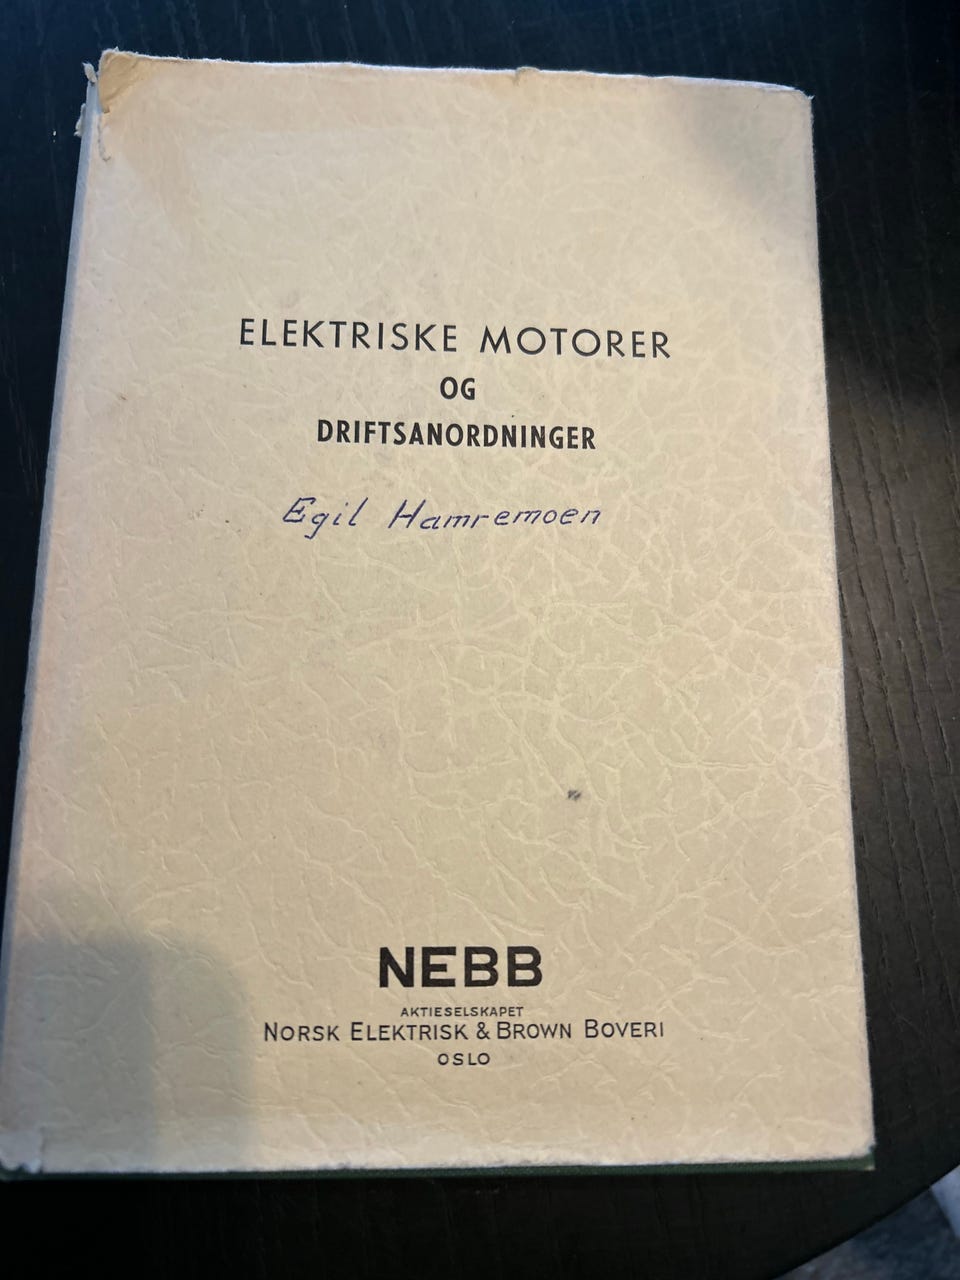 ELEKTRISKE MOTORER
OG
DRIFTSANORDNINGER
Egil Hamremoen
NEBB
AKTIESELSKAPET
NORSK ELEKTRISK & BROWN BOVERI
OSLO